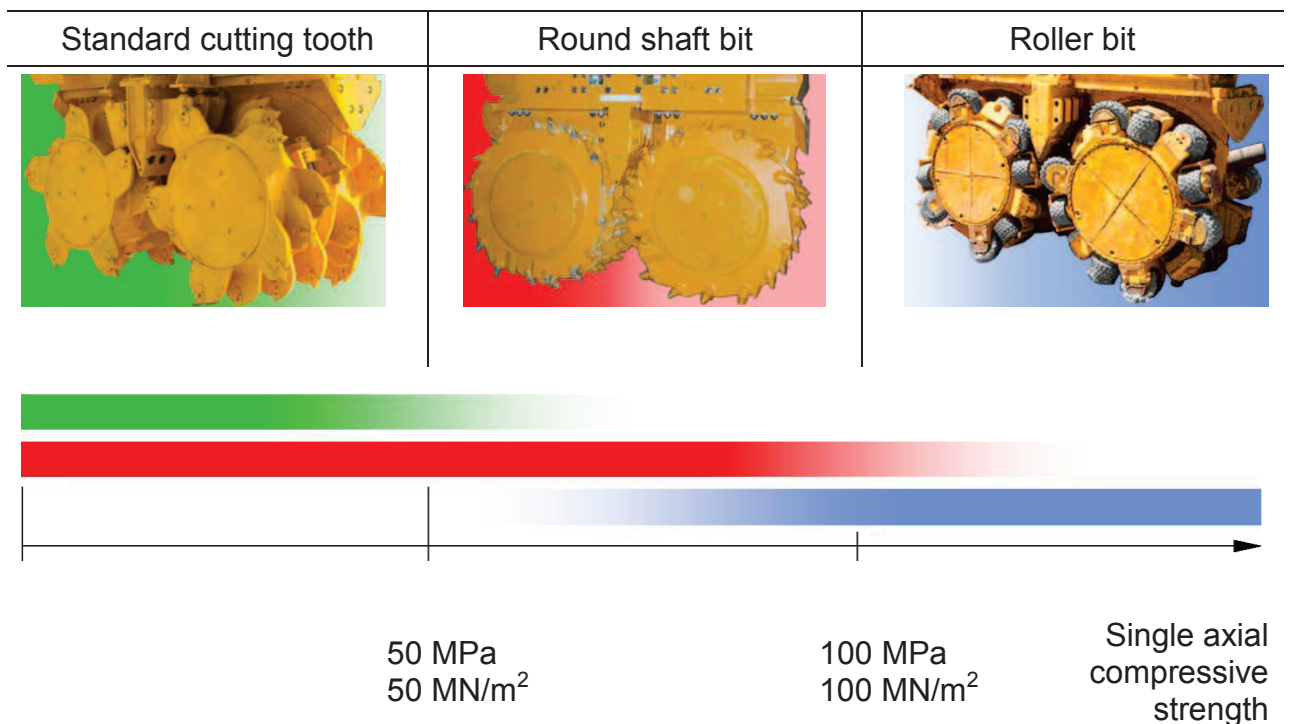 Standard cutting tooth
Round shaft bit
Roller bit
50 MPa
50 MN/m²
100 MPa
100 MN/m²
Single axial
compressive
strength